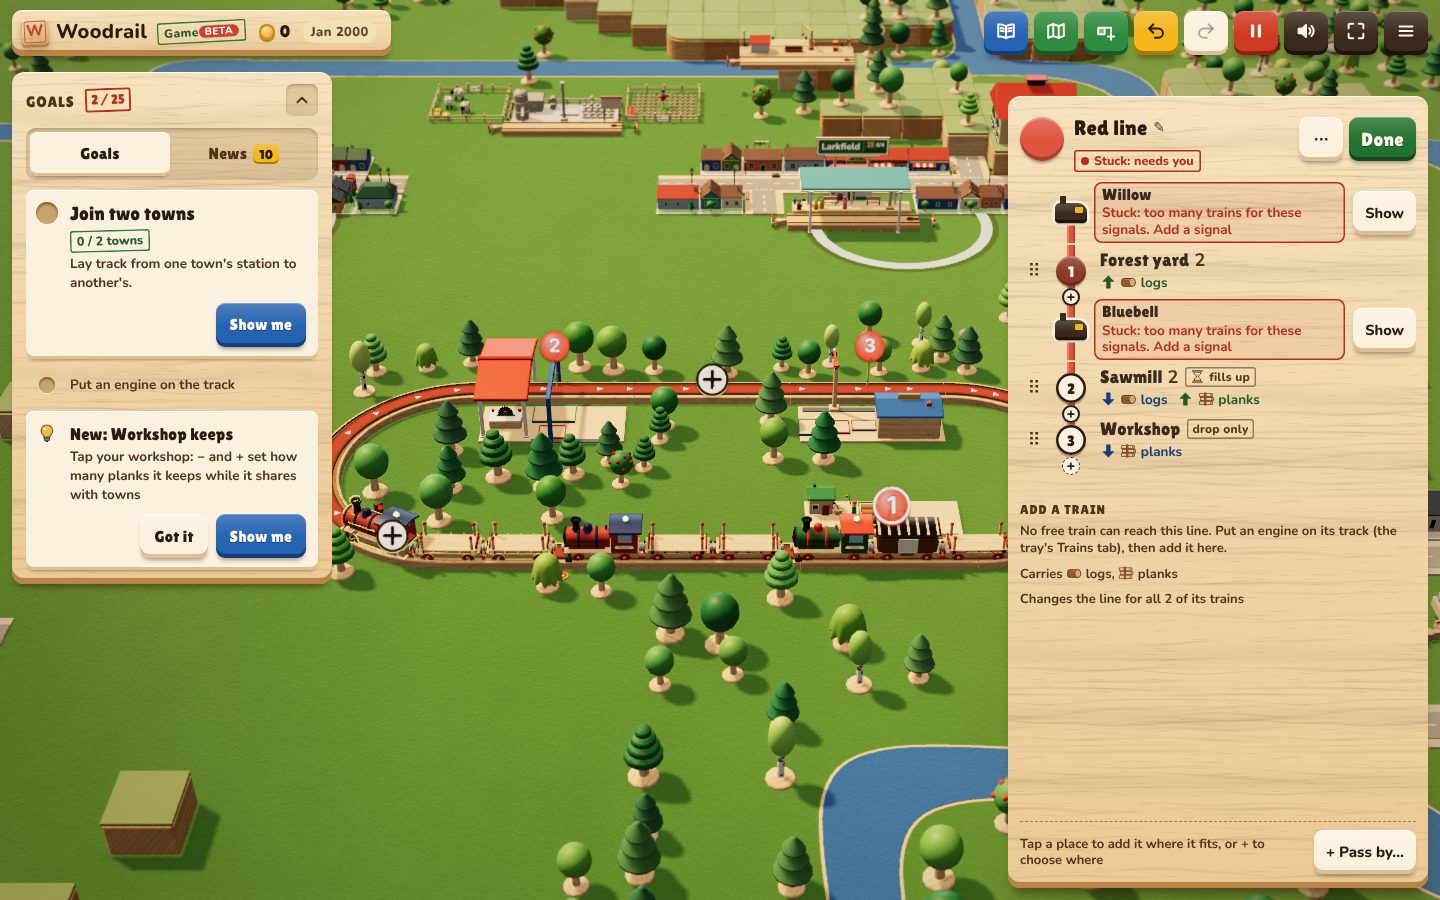 W Woodrail Game BETA 0 Jan 2000
GOALS 2 / 25
Goals News 10
Join two towns
0 / 2 towns
Lay track from one town's station to
another's.
Show me
Put an engine on the track
New: Workshop keeps
Tap your workshop: – and + set how
many planks it keeps while it shares
with towns
Got it Show me
Larkfield
2
3
1
Red line
Stuck: needs you
... Done
Willow
Stuck: too many trains for these
signals. Add a signal
Show
1 Forest yard 2
logs
Bluebell
Stuck: too many trains for these
signals. Add a signal
Show
2 Sawmill 2 fills up
logs planks
3 Workshop drop only
planks
ADD A TRAIN
No free train can reach this line. Put an engine on its track (the
tray's Trains tab), then add it here.
Carries logs, planks
Changes the line for all 2 of its trains
Tap a place to add it where it fits, or + to
choose where
+ Pass by...